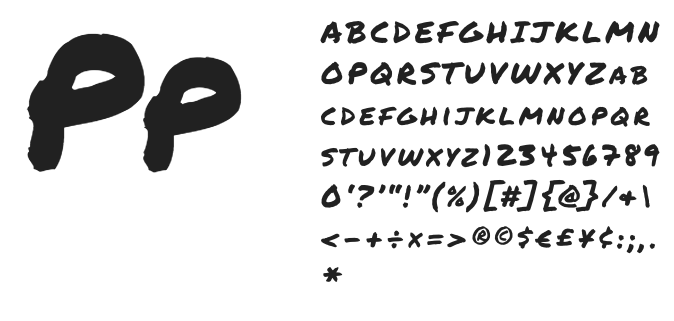 Pp
ABCDEFGHIJKLMN
OPQRSTUVWXYZAB
CDEFGHIJKLMNOPQR
STUVWXYZ123456789
0'?'"!"(%)[#]{@}/&\
<-+÷×=>®©$€£¥¢:;,.
*